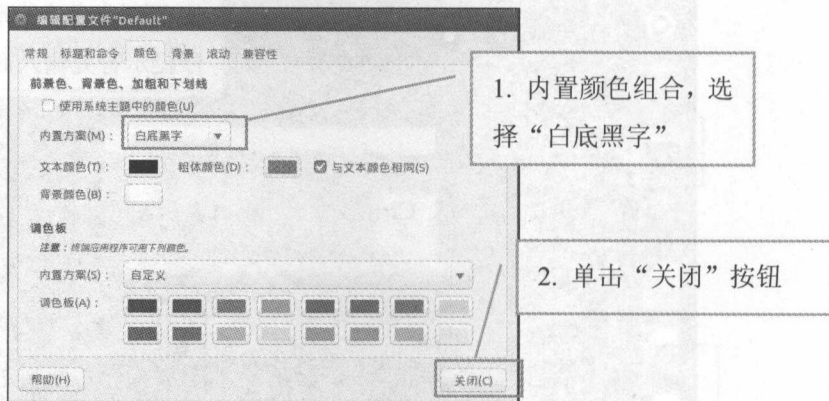 编辑配置文件"Default"
常规 标题和命令 颜色 背景 滚动 兼容性
前景色、背景色、加粗和下划线
使用系统主题中的颜色(U)
内置方案(M)： 白底黑字
文本颜色(T)： 粗体颜色(D)： 与文本颜色相同(S)
背景颜色(B)：
调色板
注意：终端应用程序可用下列颜色。
内置方案(S)： 自定义
调色板(A)：
帮助(H) 关闭(C)
1. 内置颜色组合，选
择“白底黑字”
2. 单击“关闭”按钮